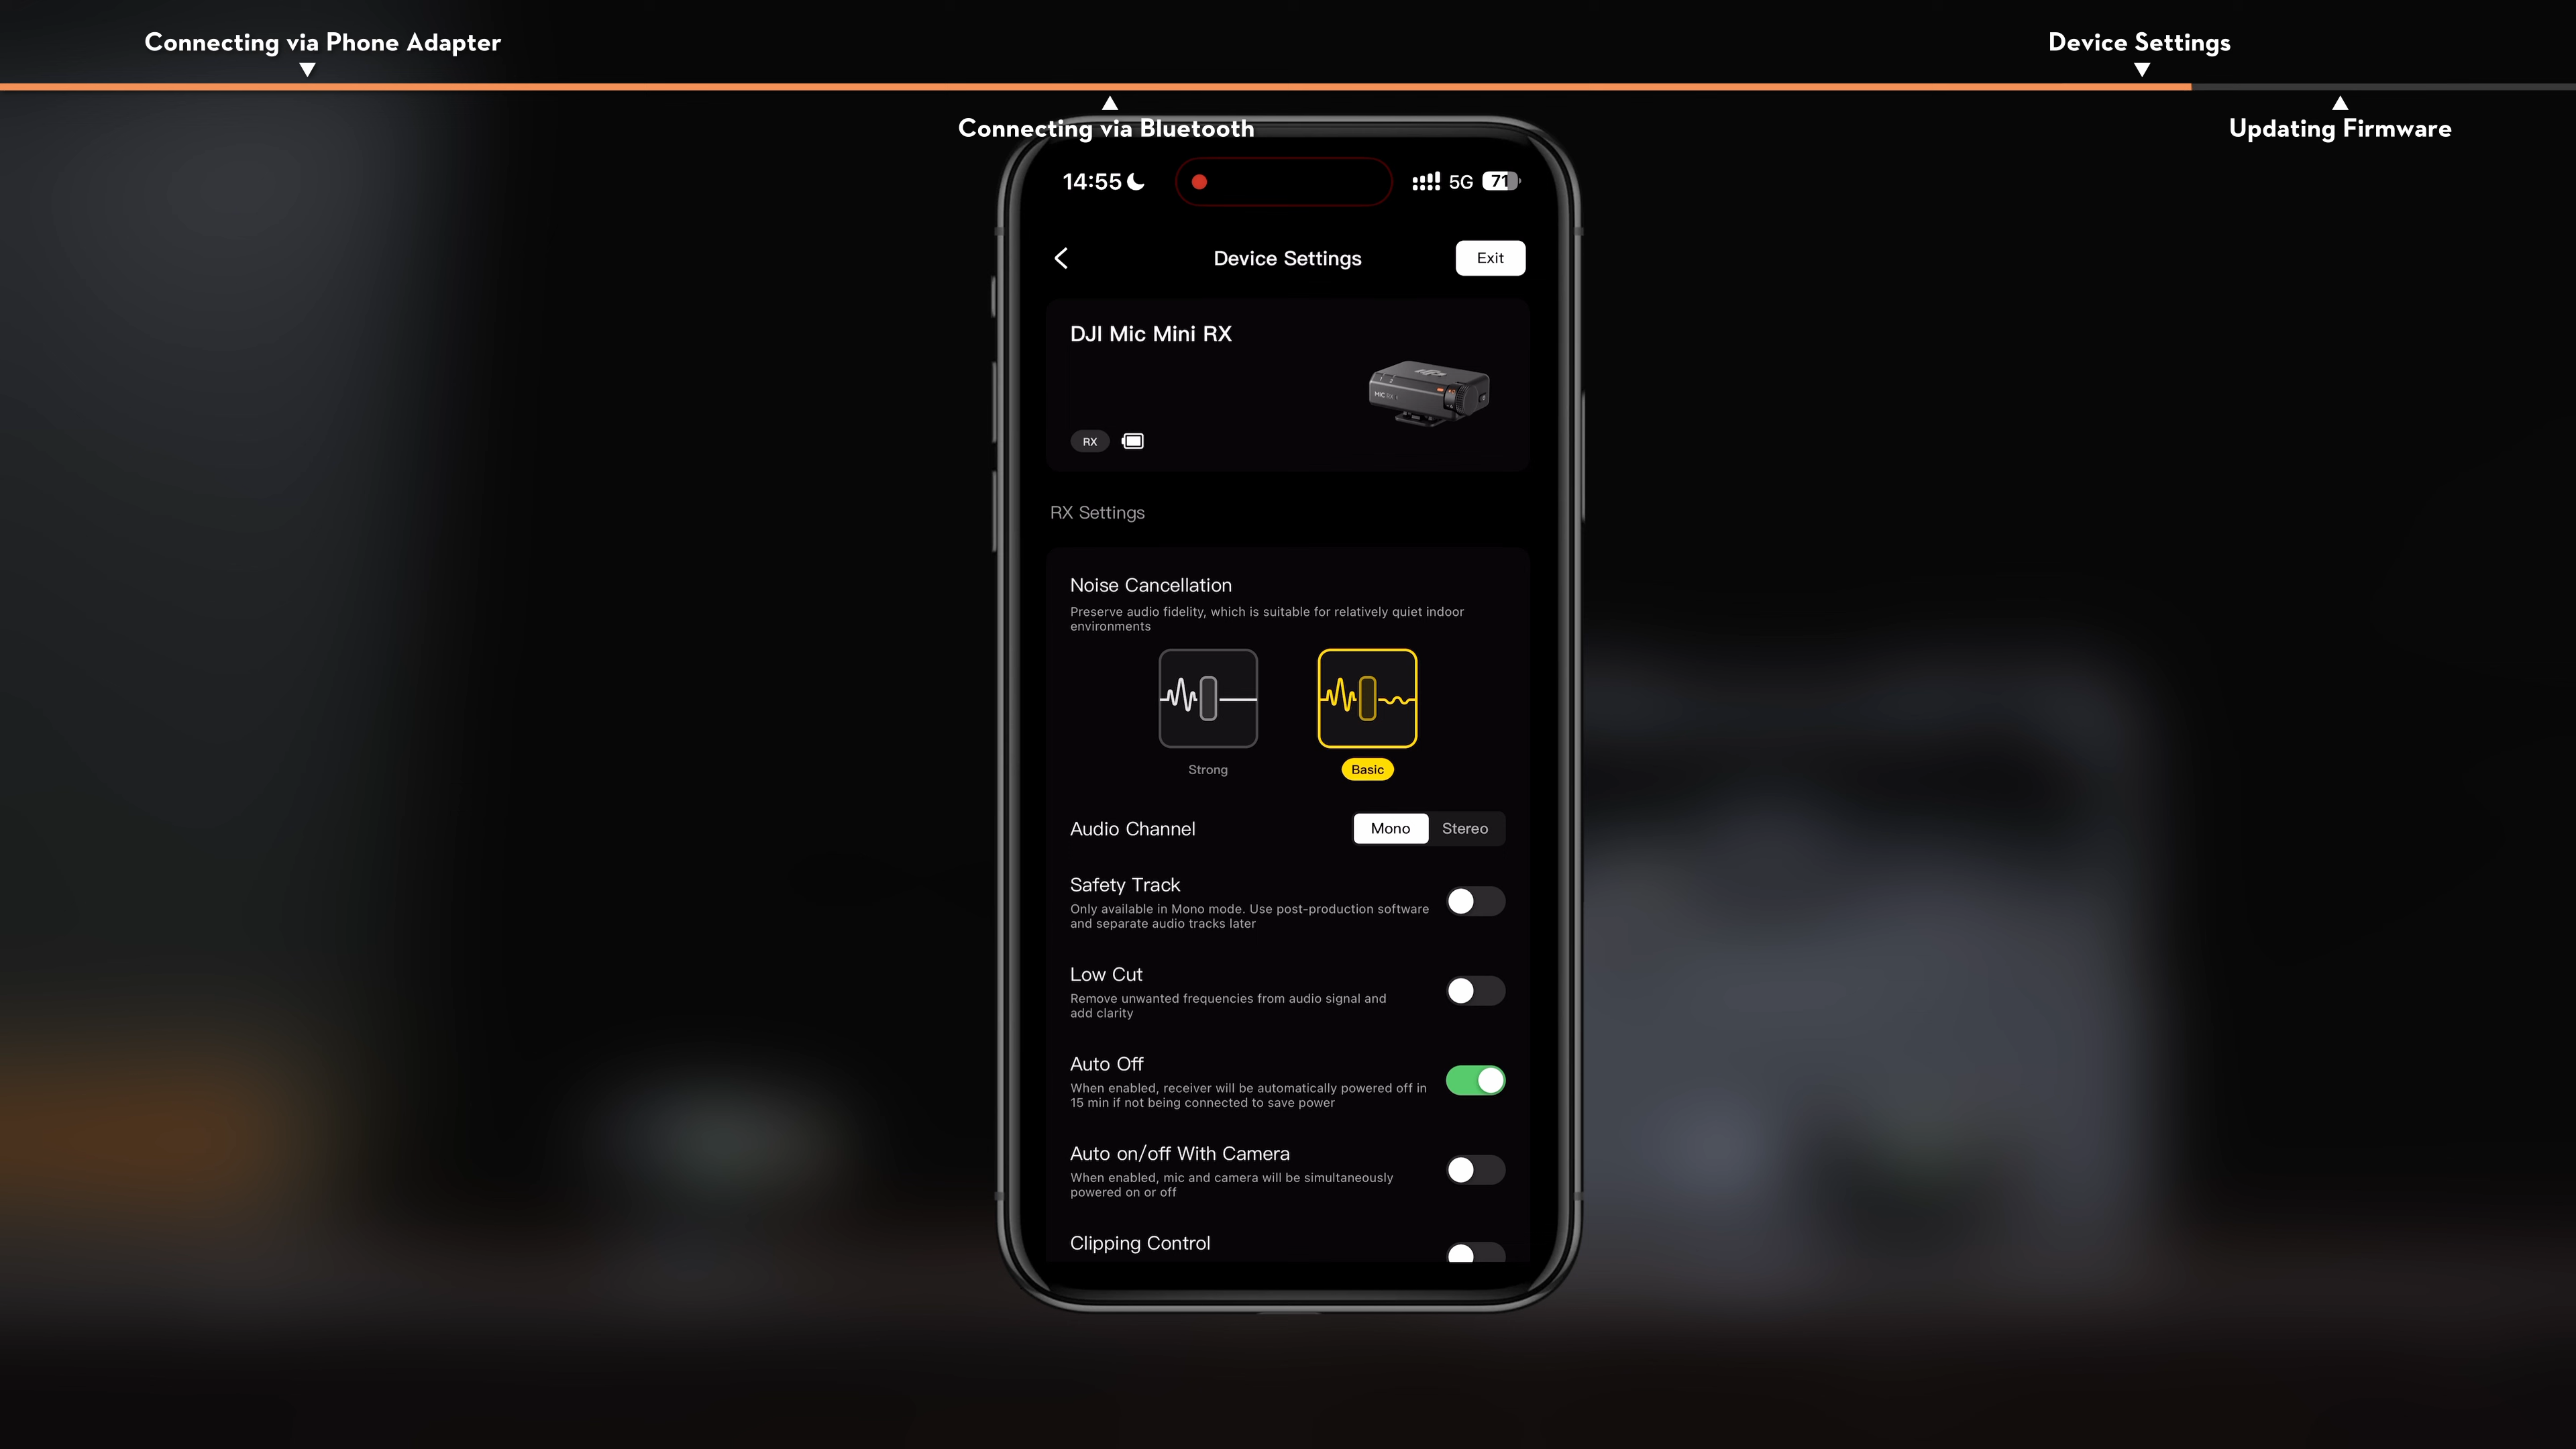 Connecting via Phone Adapter
Device Settings
Connecting via Bluetooth
Updating Firmware
14:55
5G
71
Device Settings
Exit
DJI Mic Mini RX
RX
RX Settings
Noise Cancellation
Preserve audio fidelity, which is suitable for relatively quiet indoor
environments
Strong
Basic
Audio Channel
Mono
Stereo
Safety Track
Only available in Mono mode. Use post-production software
and separate audio tracks later
Low Cut
Remove unwanted frequencies from audio signal and
add clarity
Auto Off
When enabled, receiver will be automatically powered off in
15 min if not being connected to save power
Auto on/off With Camera
When enabled, mic and camera will be simultaneously
powered on or off
Clipping Control